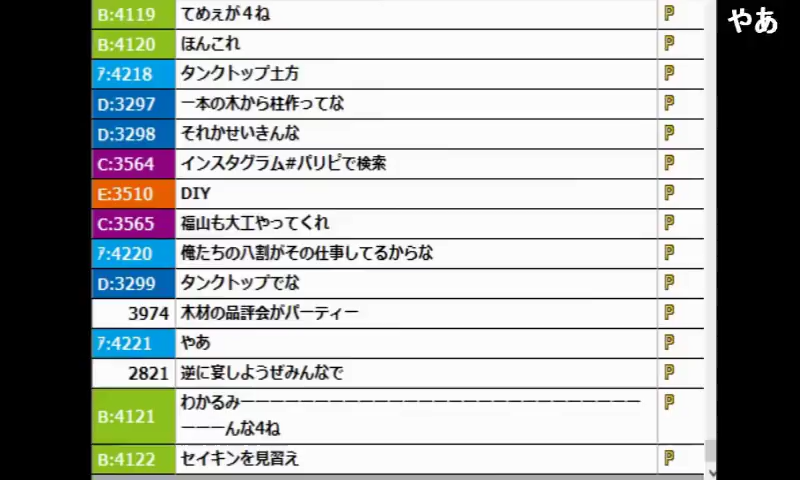 B:4119 てめぇが4ね P
B:4120 ほんこれ P
ｱ:4218 タンクトップ土方 P
D:3297 一本の木から柱作ってな P
D:3298 それかせいきんな P
C:3564 インスタグラム#パリピで検索 P
E:3510 DIY P
C:3565 福山も大工やってくれ P
ｱ:4220 俺たちの八割がその仕事してるからな P
D:3299 タンクトップでな P
3974 木材の品評会がパーティー P
ｱ:4221 やあ P
2821 逆に宴しようぜみんなで P
B:4121 わかるみーーーーーーーーーーーーーーーーーーーーーーーーーーー P
ーーーんな4ね
B:4122 セイキンを見習え P
やあ